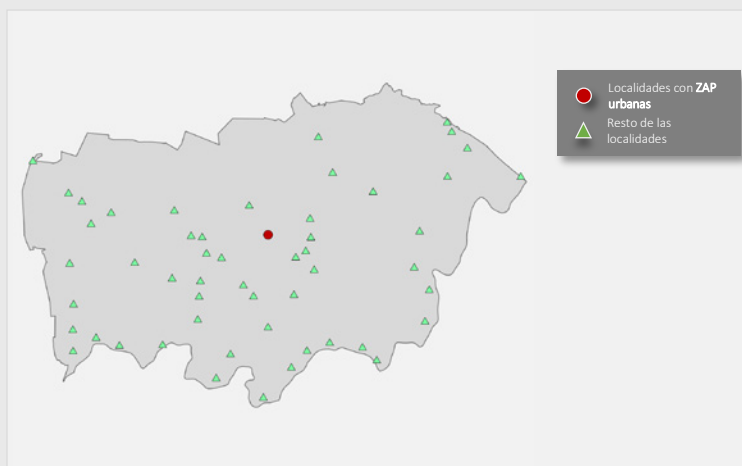 Localidades con ZAP
urbanas
Resto de las
localidades